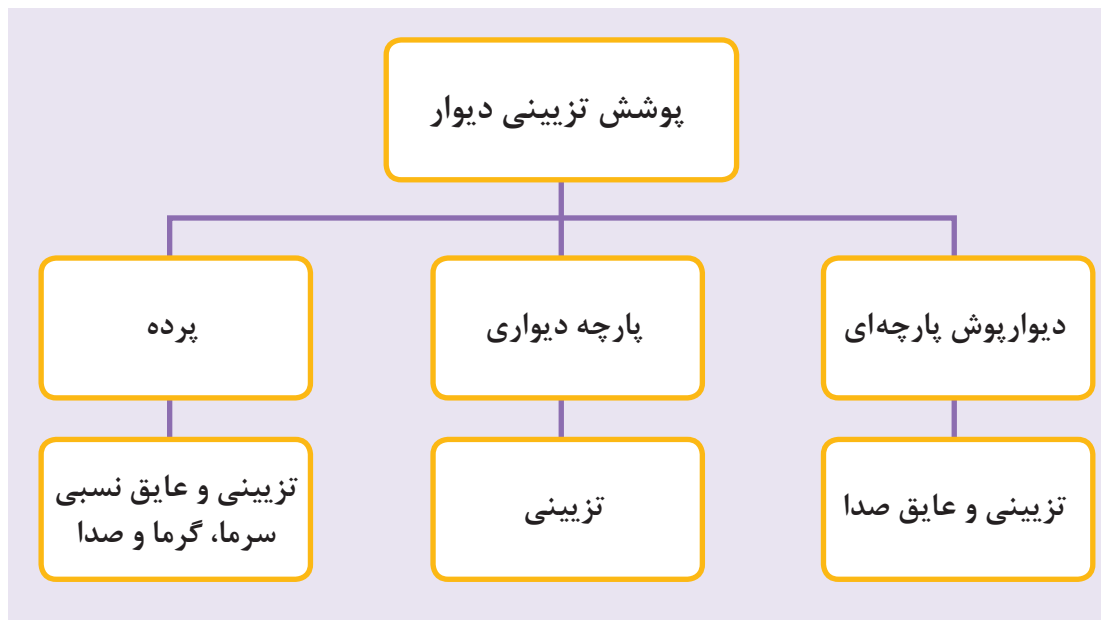 پوشش تزیینی دیوار
دیوارپوش پارچه‌ای
پارچه دیواری
پرده
تزیینی و عایق صدا
تزیینی
تزیینی و عایق نسبی
سرما، گرما و صدا